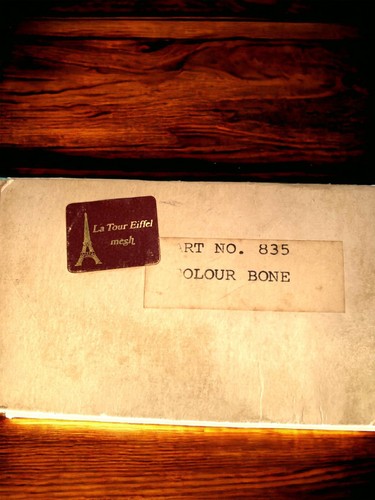 La Tour Eiffel
mesh
ART NO. 835
COLOUR BONE